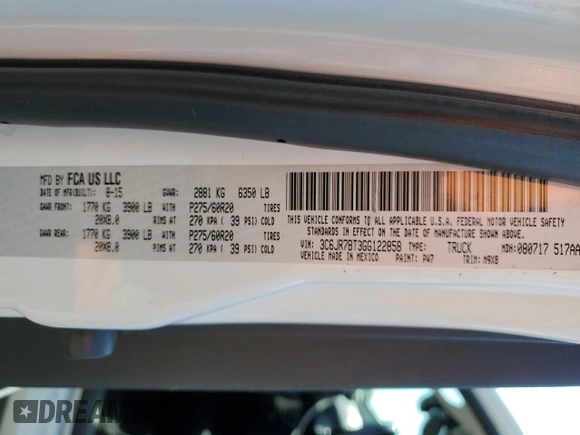 MFD BY FCA US LLC
DATE OF MFR(BUILT): 8-15 GVWR: 2881 KG 6350 LB
GAWR FRONT: 1770 KG 3900 LB WITH P275/60R20 TIRES
20X8.0 RIMS AT 270 KPA ( 39 PSI) COLD
GAWR REAR: 1770 KG 3900 LB WITH P275/60R20 TIRES
20X8.0 RIMS AT 270 KPA ( 39 PSI) COLD
THIS VEHICLE CONFORMS TO ALL APPLICABLE U.S.A. FEDERAL MOTOR VEHICLE SAFETY
STANDARDS IN EFFECT ON THE DATE OF MANUFACTURE SHOWN ABOVE.
VIN: 3C6JR7BT3GG122858 TYPE: TRUCK MDH: 080717 517AA
VEHICLE MADE IN MEXICO PAINT: PW7 TRIM: M9X8